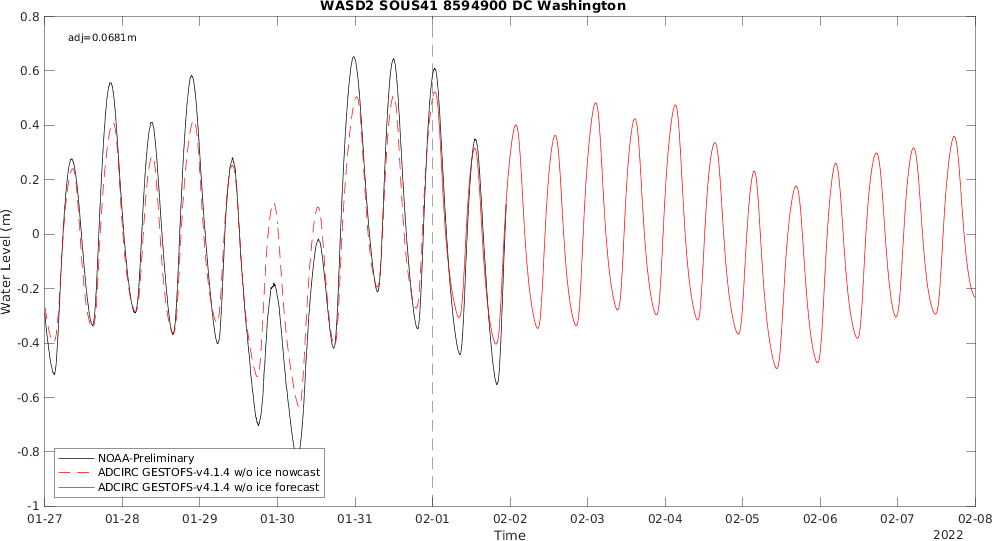 WASD2 SOUS41 8594900 DC Washington
adj=0.0681m
0.8
0.6
0.4
0.2
0
-0.2
-0.4
-0.6
-0.8
-1
Water Level (m)
NOAA-Preliminary
ADCIRC GESTOFS-v4.1.4 w/o ice nowcast
ADCIRC GESTOFS-v4.1.4 w/o ice forecast
01-27 01-28 01-29 01-30 01-31 02-01 02-02 02-03 02-04 02-05 02-06 02-07 02-08
Time
2022